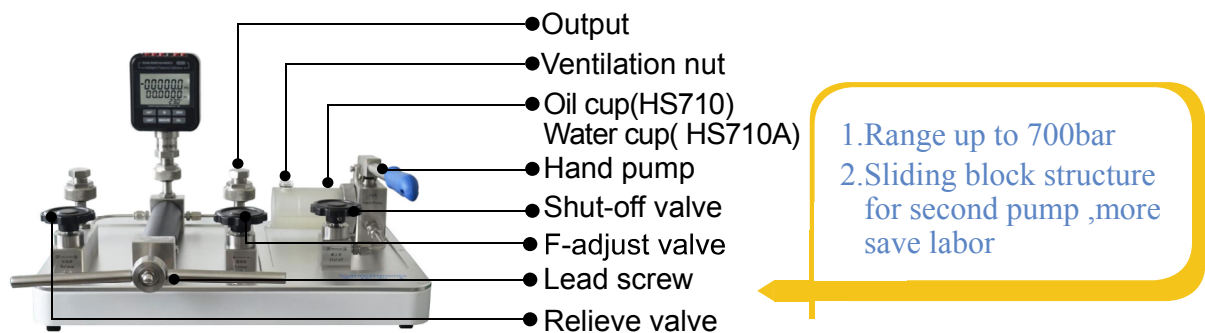 Output
Ventilation nut
Oil cup(HS710)
Water cup( HS710A)
Hand pump
Shut-off valve
F-adjust valve
Lead screw
Relieve valve
1.Range up to 700bar
2.Sliding block structure
for second pump ,more
save labor